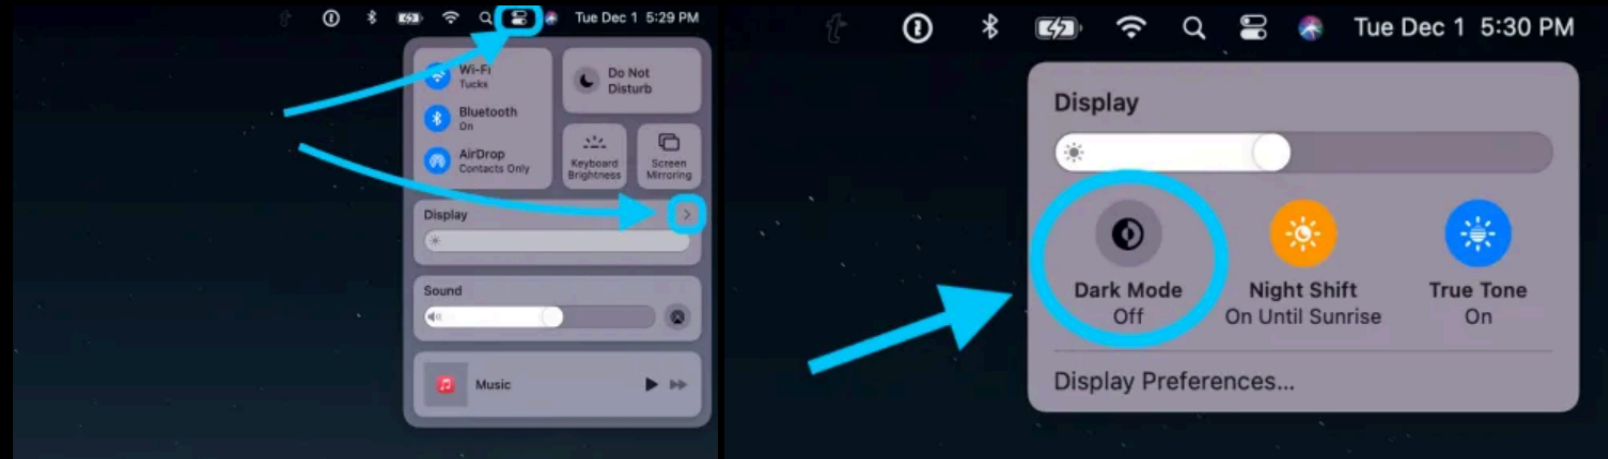 Tue Dec 1 5:29 PM
Wi-Fi
Tucks
Bluetooth
On
AirDrop
Contacts Only
Do Not
Disturb
Keyboard
Brightness
Screen
Mirroring
Display
Sound
Music
Tue Dec 1 5:30 PM
Display
Dark Mode
Off
Night Shift
On Until Sunrise
True Tone
On
Display Preferences...